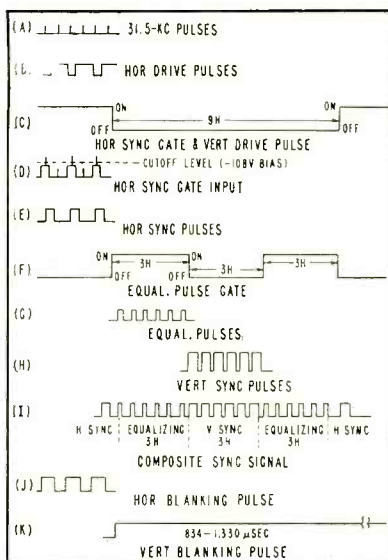 (A) 31.5-KC PULSES
(B. HOR DRIVE PULSES
ON ON
(C) 9H
OFF OFF
HOR SYNC GATE & VERT DRIVE PULSE
CUTOFF LEVEL (-108V BIAS)
(D)
HOR SYNC GATE INPUT
(E) HOR SYNC PULSES
ON ON
(F) 3H 3H 3H
OFF OFF
EQUAL. PULSE GATE
(G)
EQUAL. PULSES
(H)
VERT SYNC PULSES
(I)
H SYNC EQUALIZING V SYNC EQUALIZING H SYNC
3H 3H 3H
COMPOSITE SYNC SIGNAL
(J)
HOR BLANKING PULSE
(K) 834-1,330 μSEC
VERT BLANKING PULSE